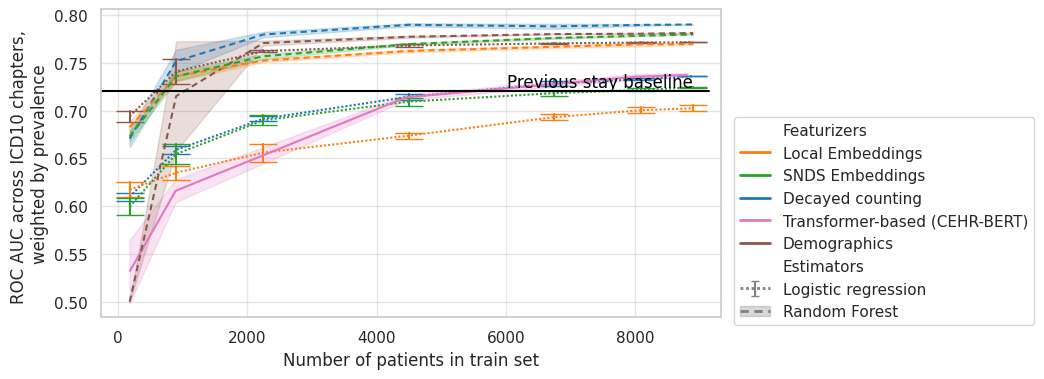 ROC AUC across ICD10 chapters,
weighted by prevalence
0.80
0.75
0.70
0.65
0.60
0.55
0.50
Previous stay baseline
0
2000
4000
6000
8000
Number of patients in train set
Featurizers
Local Embeddings
SNDS Embeddings
Decayed counting
Transformer-based (CEHR-BERT)
Demographics
Estimators
Logistic regression
Random Forest